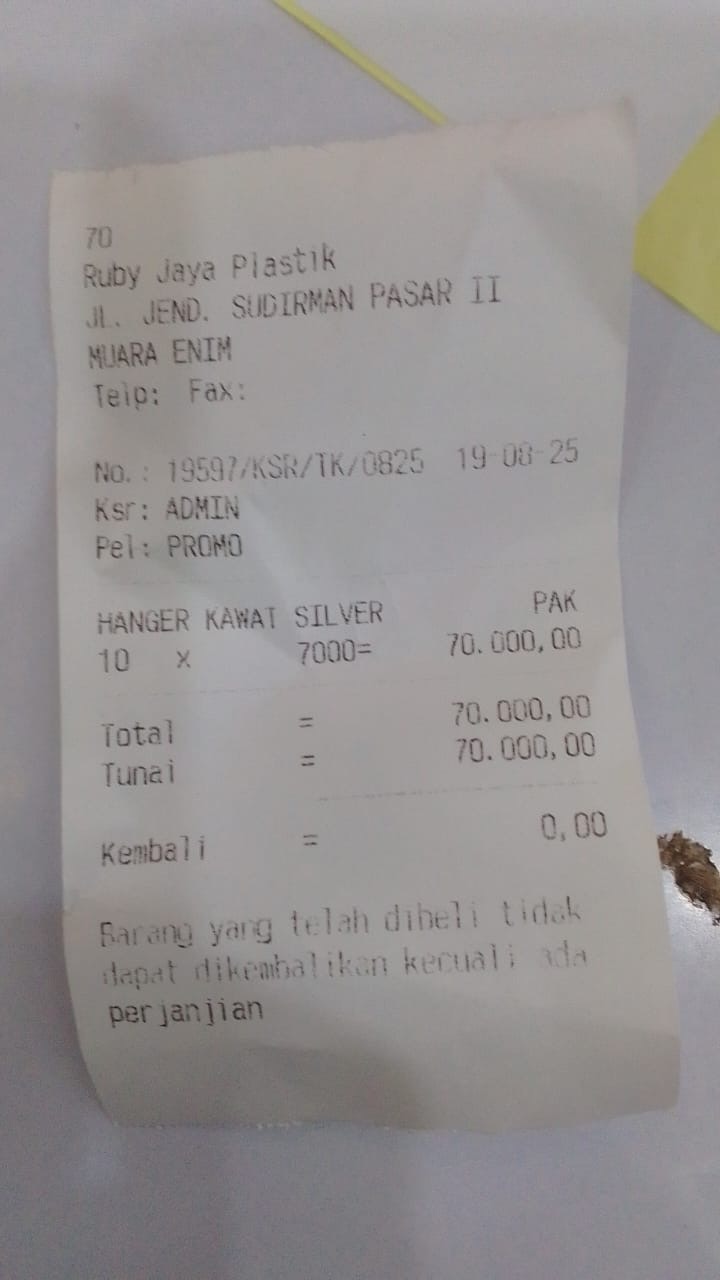 70
Ruby Jaya Plastik
JL. JEND. SUDIRMAN PASAR II
MUARA ENIM
Telp: Fax:
No. : 19597/KSR/TK/0825 19-08-25
Ksr: ADMIN
Pel: PROMO
HANGER KAWAT SILVER PAK
10 x 7000= 70.000,00
Total = 70.000,00
Tunai = 70.000,00
Kembali = 0,00
Barang yang telah dibeli tidak
dapat dikembalikan kecuali ada
perjanjian